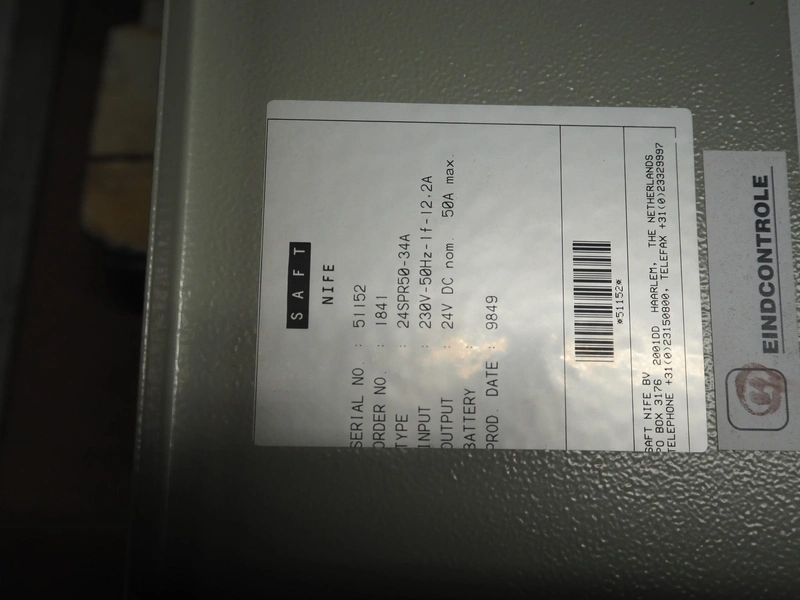 SAFT
NIFE
SERIAL NO : 51152
ORDER NO. : 1841
TYPE : 24SPR50-34A
INPUT : 230V-50Hz-1f-12.2A
OUTPUT : 24V DC nom. 50A max.
BATTERY :
PROD. DATE : 9849
*51152*
SAFT NIFE BV
PO BOX 3176 2001DD HAARLEM, THE NETHERLANDS
TELEPHONE +31(0)23150800, TELEFAX +31(0)23329997
EINDCONTROLE